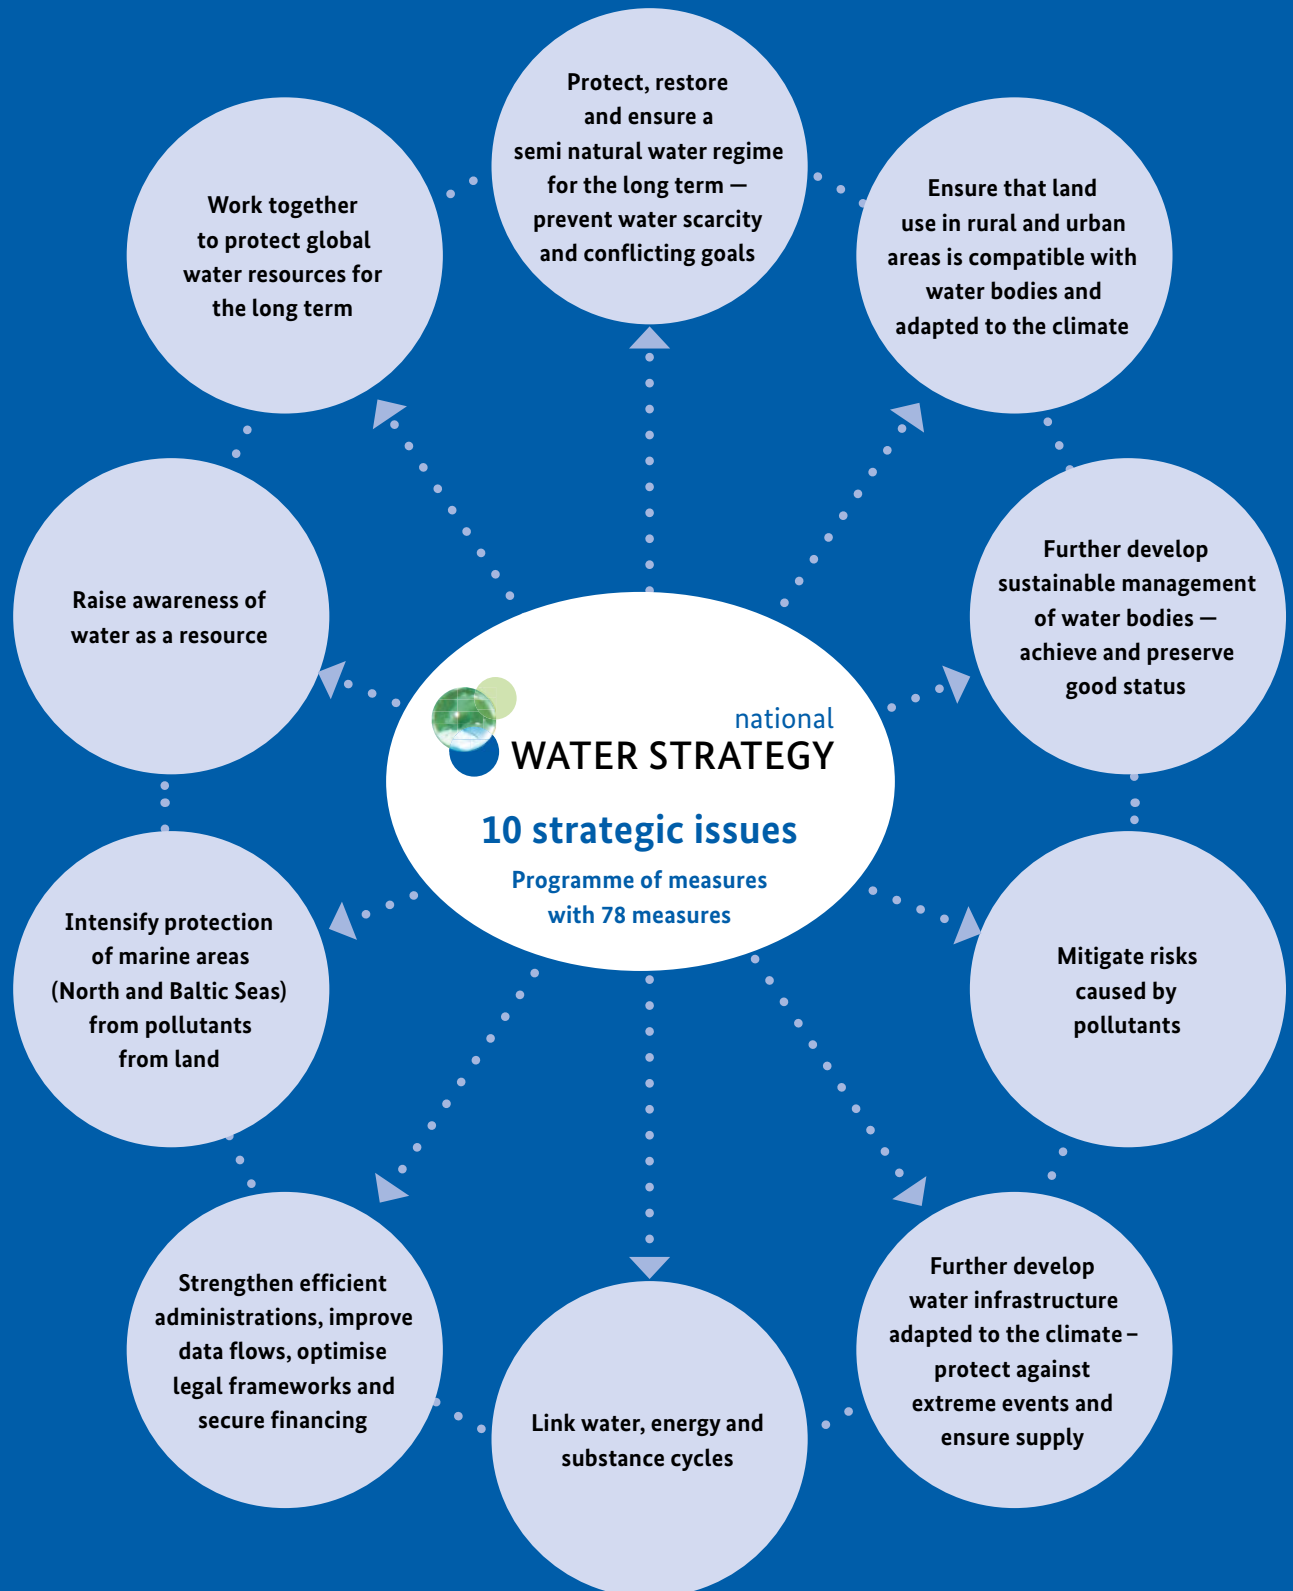 Protect, restore
and ensure a
semi natural water regime
for the long term —
prevent water scarcity
and conflicting goals
Ensure that land
use in rural and urban
areas is compatible with
water bodies and
adapted to the climate
Further develop
sustainable management
of water bodies —
achieve and preserve
good status
Mitigate risks
caused by
pollutants
Further develop
water infrastructure
adapted to the climate –
protect against
extreme events and
ensure supply
Link water, energy and
substance cycles
Strengthen efficient
administrations, improve
data flows, optimise
legal frameworks and
secure financing
Intensify protection
of marine areas
(North and Baltic Seas)
from pollutants
from land
Raise awareness of
water as a resource
Work together
to protect global
water resources for
the long term
national
WATER STRATEGY
10 strategic issues
Programme of measures
with 78 measures